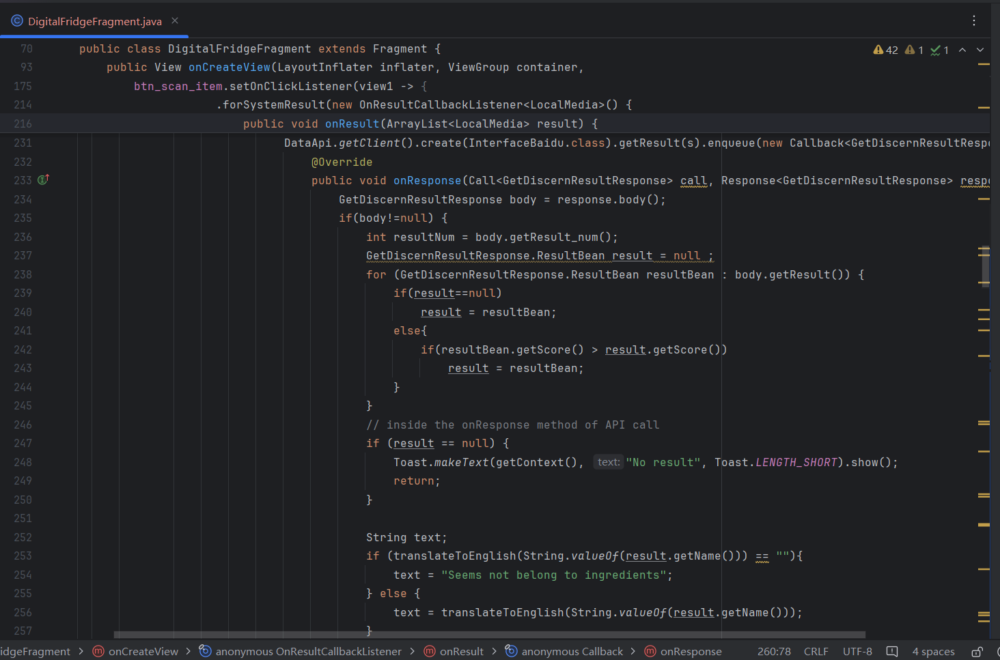 DigitalFridgeFragment.java
70 public class DigitalFridgeFragment extends Fragment {
42 1 1
93 public View onCreateView(LayoutInflater inflater, ViewGroup container,
175 btn_scan_item.setOnClickListener(view1 -> {
214 .forSystemResult(new OnResultCallbackListener<LocalMedia>() {
216 public void onResult(ArrayList<LocalMedia> result) {
231 DataApi.getClient().create(InterfaceBaidu.class).getResult(s).enqueue(new Callback<GetDiscernResultRespo
232 @Override
233 public void onResponse(Call<GetDiscernResultResponse> call, Response<GetDiscernResultResponse> respo
234 GetDiscernResultResponse body = response.body();
235 if(body!=null) {
236 int resultNum = body.getResult_num();
237 GetDiscernResultResponse.ResultBean result = null ;
238 for (GetDiscernResultResponse.ResultBean resultBean : body.getResult()) {
239 if(result==null)
240 result = resultBean;
241 else{
242 if(resultBean.getScore() > result.getScore())
243 result = resultBean;
244 }
245 }
246 // inside the onResponse method of API call
247 if (result == null) {
248 Toast.makeText(getContext(), text: "No result", Toast.LENGTH_SHORT).show();
249 return;
250 }
251
252 String text;
253 if (translateToEnglish(String.valueOf(result.getName())) == ""){
254 text = "Seems not belong to ingredients";
255 } else {
256 text = translateToEnglish(String.valueOf(result.getName()));
257 }
idgeFragment > onCreateView > anonymous OnResultCallbackListener > onResult > anonymous Callback > onResponse 260:78 CRLF UTF-8 4 spaces